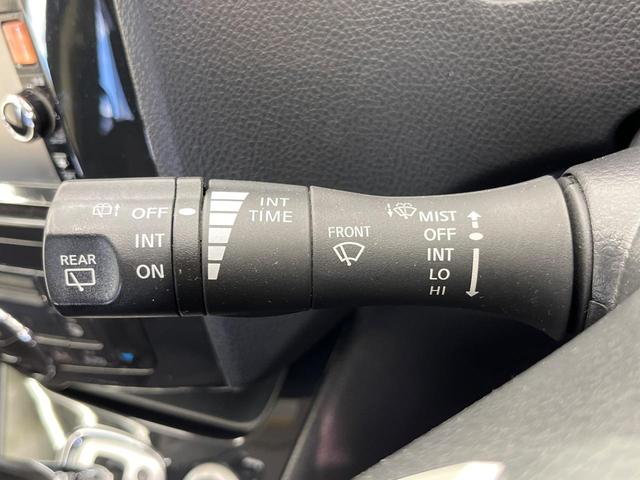 REAR
OFF
INT
ON
INT
TIME
FRONT
MIST
OFF
INT
LO
HI